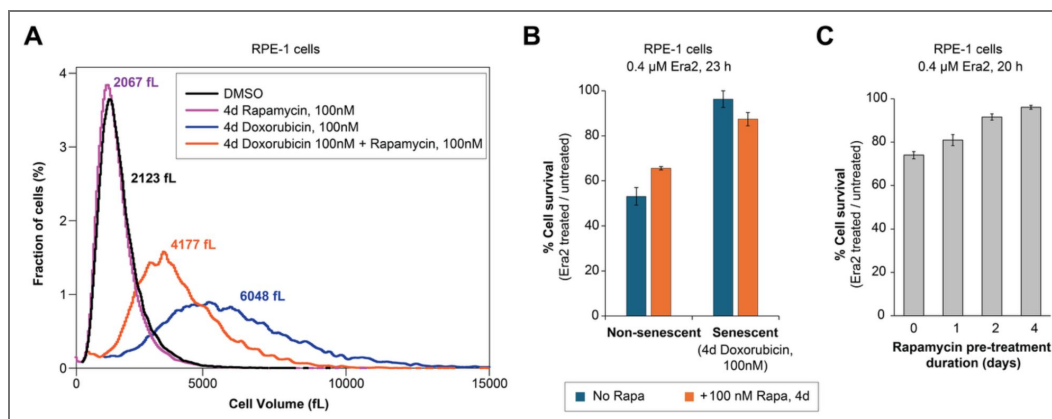 A
RPE-1 cells
Fraction of cells (%)
4
3
2
1
0
2067 fL
2123 fL
4177 fL
6048 fL
DMSO
4d Rapamycin, 100nM
4d Doxorubicin, 100nM
4d Doxorubicin 100nM + Rapamycin, 100nM
0
5000
10000
15000
Cell Volume (fL)
B
RPE-1 cells
0.4 µM Era2, 23 h
% Cell survival
(Era2 treated / untreated)
100
80
60
40
20
0
Non-senescent
Senescent
(4d Doxorubicin,
100nM)
No Rapa
+100 nM Rapa, 4d
C
RPE-1 cells
0.4 µM Era2, 20 h
% Cell survival
(Era2 treated / untreated)
100
80
60
40
20
0
0 1 2 4
Rapamycin pre-treatment
duration (days)